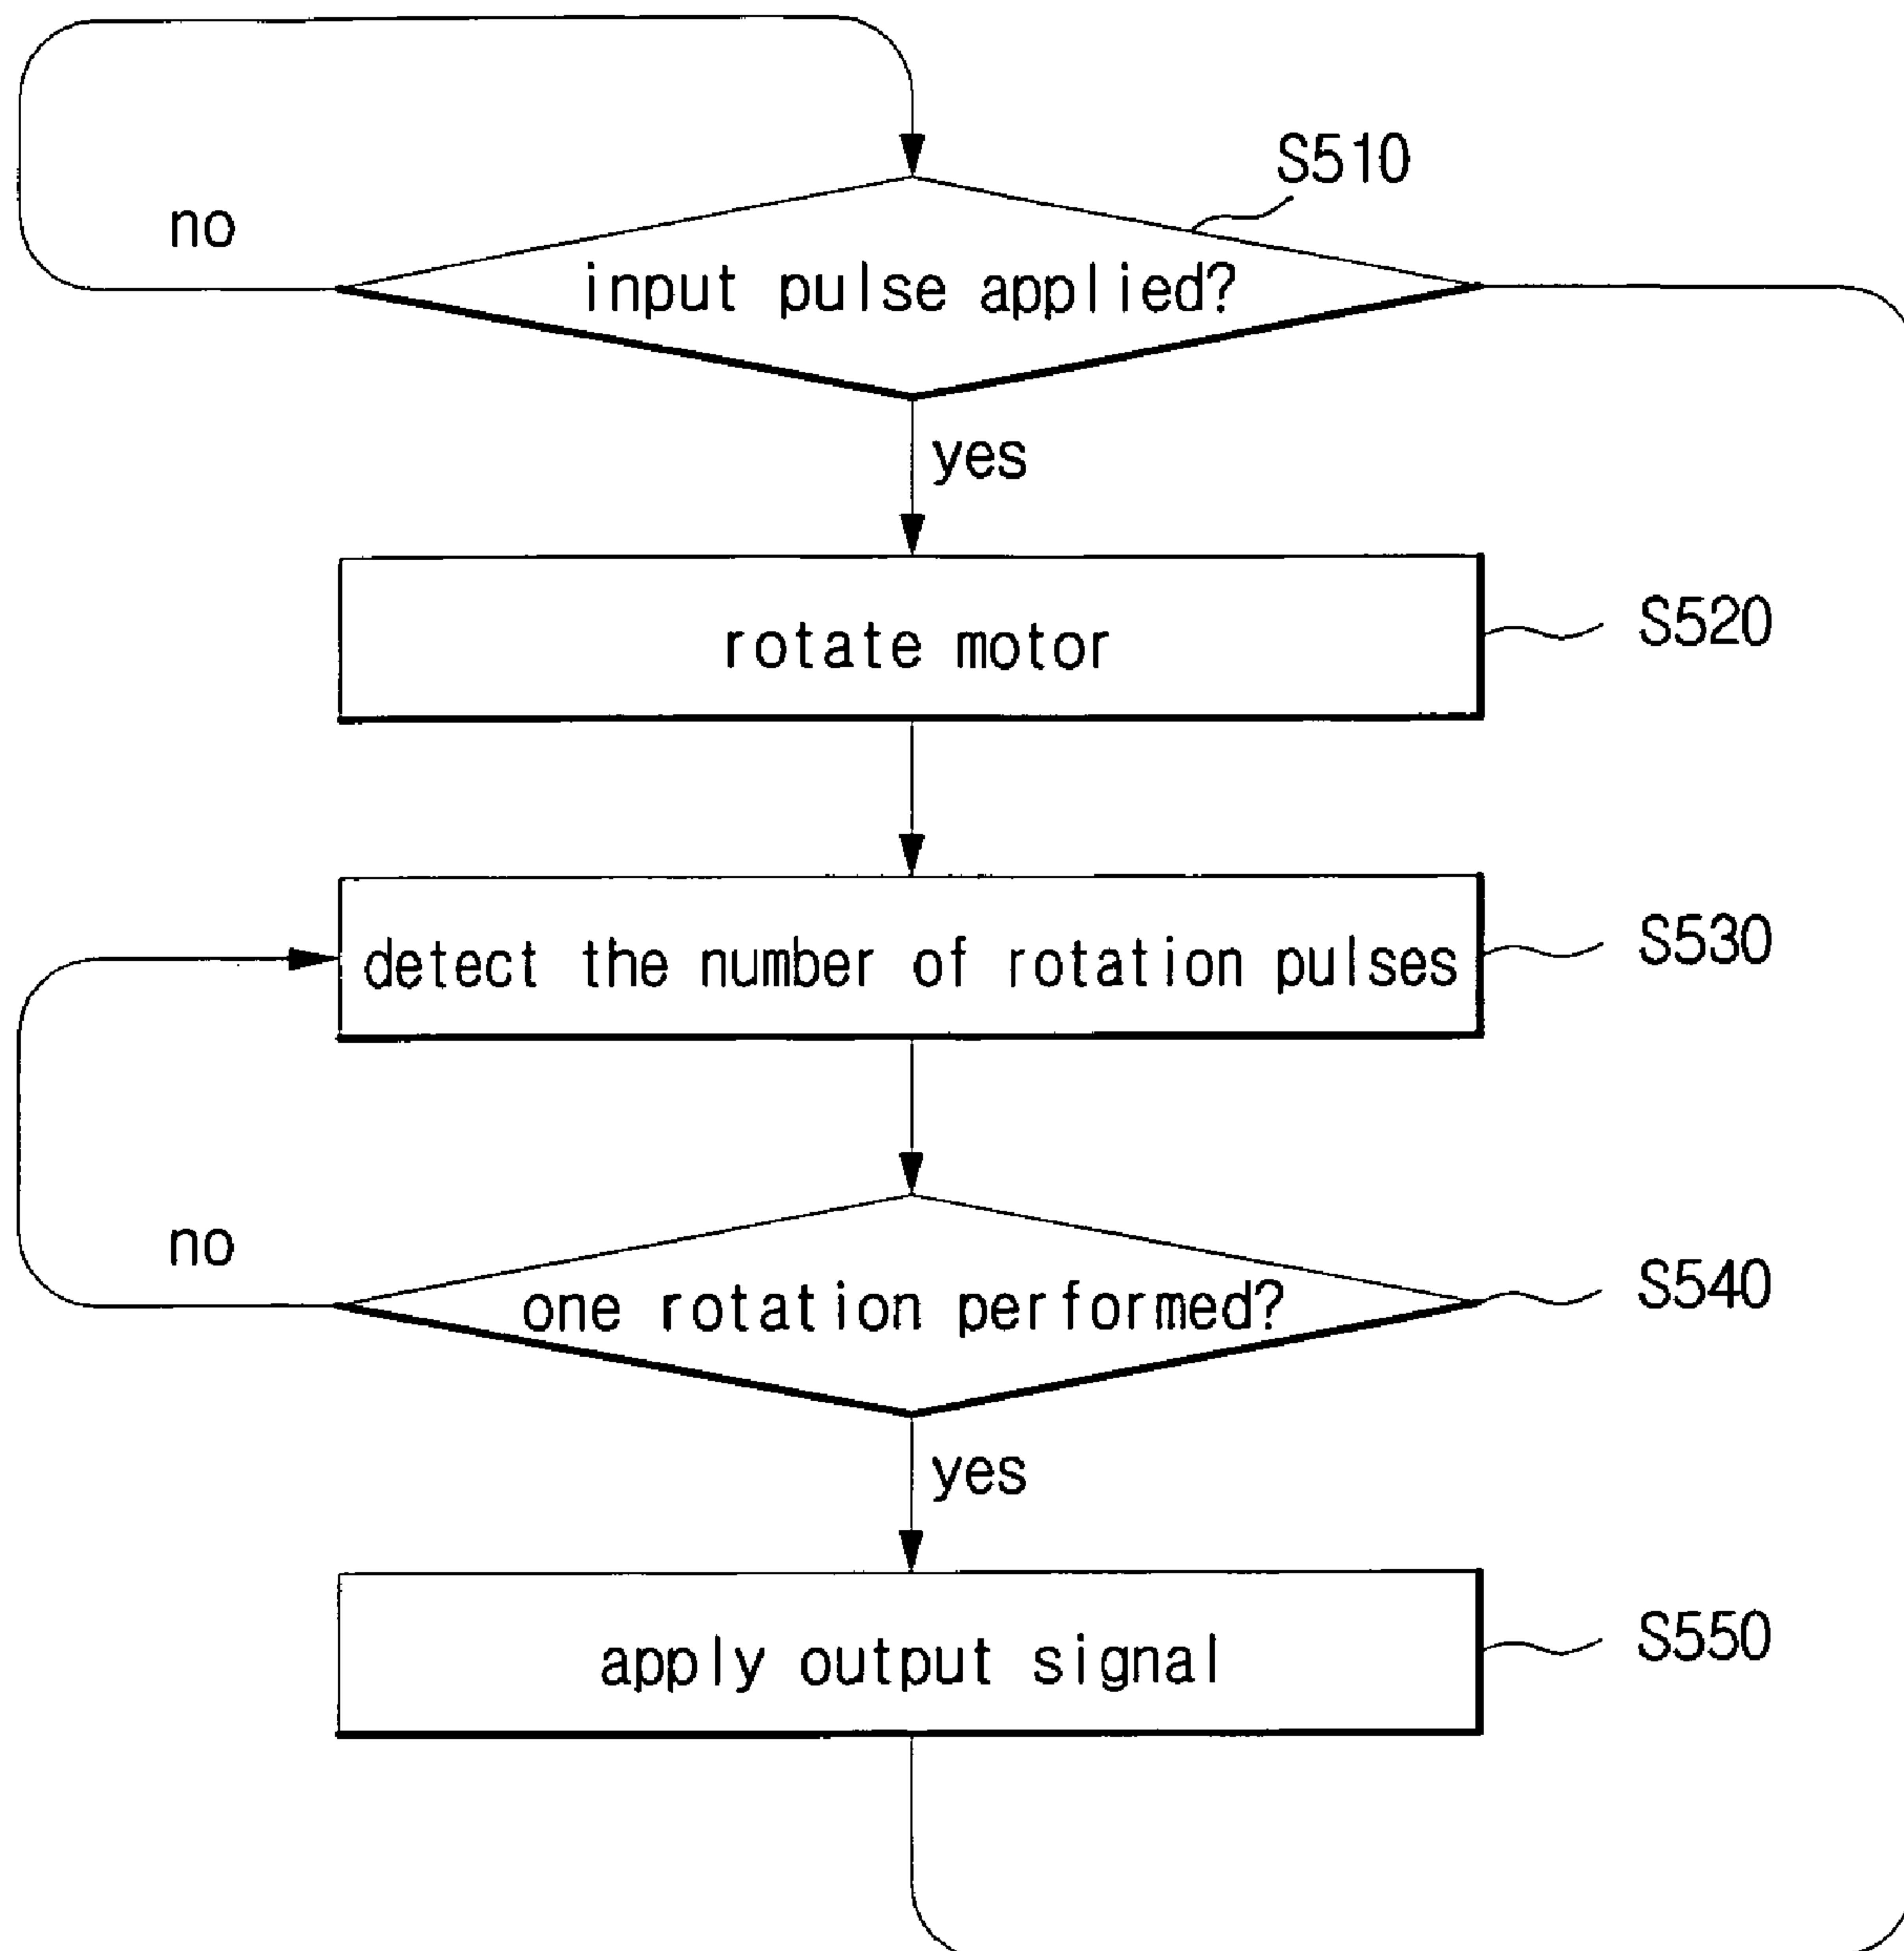 S510
no
input pulse applied?
yes
rotate motor
S520
detect the number of rotation pulses
S530
no
one rotation performed?
S540
yes
apply output signal
S550